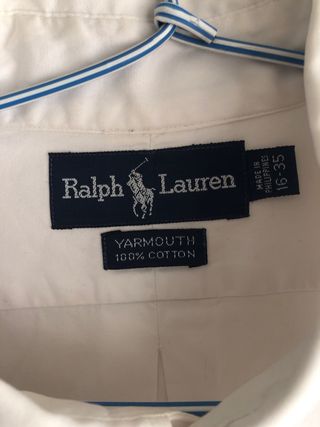 Ralph Lauren
MADE IN
PHILIPPINES
16-35
YARMOUTH
100% COTTON